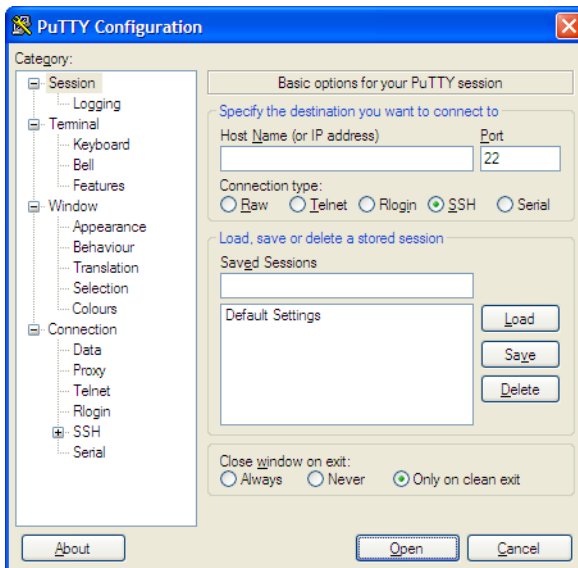 PuTTY Configuration
Category:
Session
Logging
Terminal
Keyboard
Bell
Features
Window
Appearance
Behaviour
Translation
Selection
Colours
Connection
Data
Proxy
Telnet
Rlogin
SSH
Serial
Basic options for your PuTTY session
Specify the destination you want to connect to
Host Name (or IP address) Port
22
Connection type:
Raw Telnet Rlogin SSH Serial
Load, save or delete a stored session
Saved Sessions
Default Settings
Load
Save
Delete
Close window on exit:
Always Never Only on clean exit
About Open Cancel